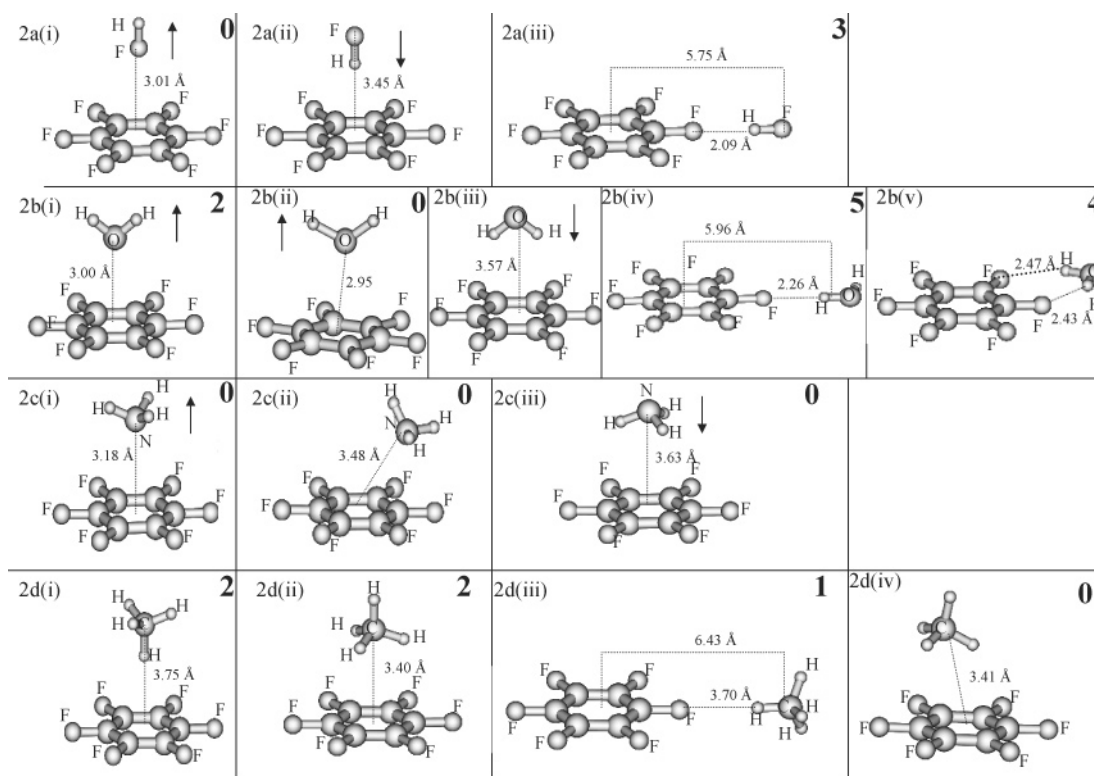 2a(i)
0
H
F
3.01 Å
F
F
F
F
F
F
2a(ii)
0
F
H
3.45 Å
F
F
F
F
F
F
2a(iii)
3
5.75 Å
F
F
H
F
F
2.09 Å
F
F
2b(i)
2
H
H
O
3.00 Å
F
F
F
F
F
F
2b(ii)
0
H
H
O
2.95
F
F
F
F
F
F
2b(iii)
O
H
H
3.57 Å
F
F
F
F
F
F
2b(iv)
5
5.96 Å
F
F
H
2.26 Å
F
F
H
O
F
F
2b(v)
4
F
2.47 Å
H
F
F
2.43 Å
F
F
2c(i)
0
H
H
H
N
3.18 Å
F
F
F
F
F
F
2c(ii)
0
H
N
H
H
3.48 Å
F
F
F
F
F
2c(iii)
0
N
H
H
H
3.63 Å
F
F
F
F
F
F
2d(i)
2
H
H
C
H
H
3.75 Å
F
F
F
F
F
F
2d(ii)
2
H
H
H
3.40 Å
F
F
F
F
F
F
2d(iii)
1
6.43 Å
H
F
F
3.70 Å
F
F
H
H
H
F
F
2d(iv)
0
C
3.41 Å
F
F
F
F
F
F